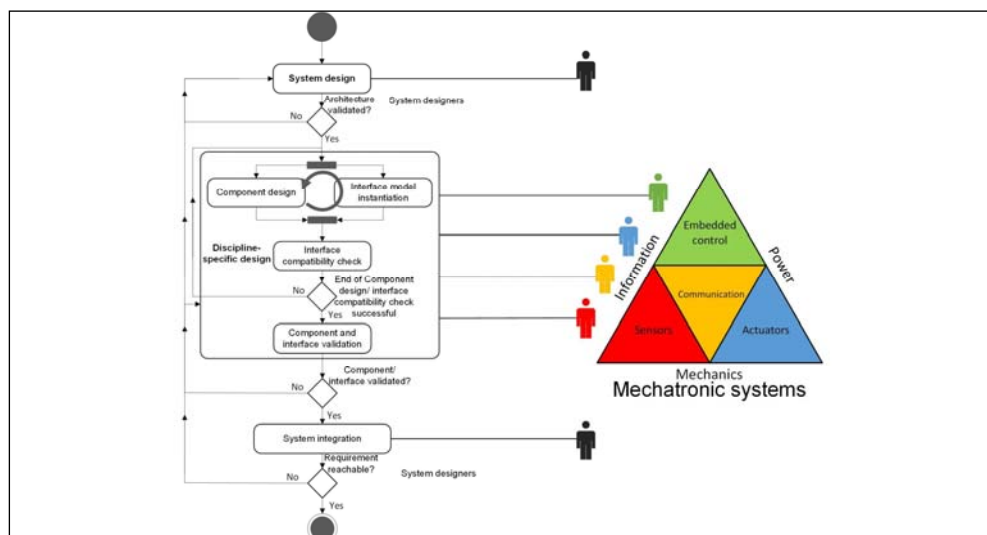 System design
Architecture
validated?
System designers
No
Yes
Component design
Interface model
instantiation
Discipline-
specific design
Interface
compatibility check
End of Component
design/ interface
compatibility check
successful
No
Yes
Component and
interface validation
Component/
interface validated?
No
Yes
System integration
Requirement
reachable?
System designers
No
Yes
Embedded
control
Information
Power
Communication
Sensors
Actuators
Mechanics
Mechatronic systems